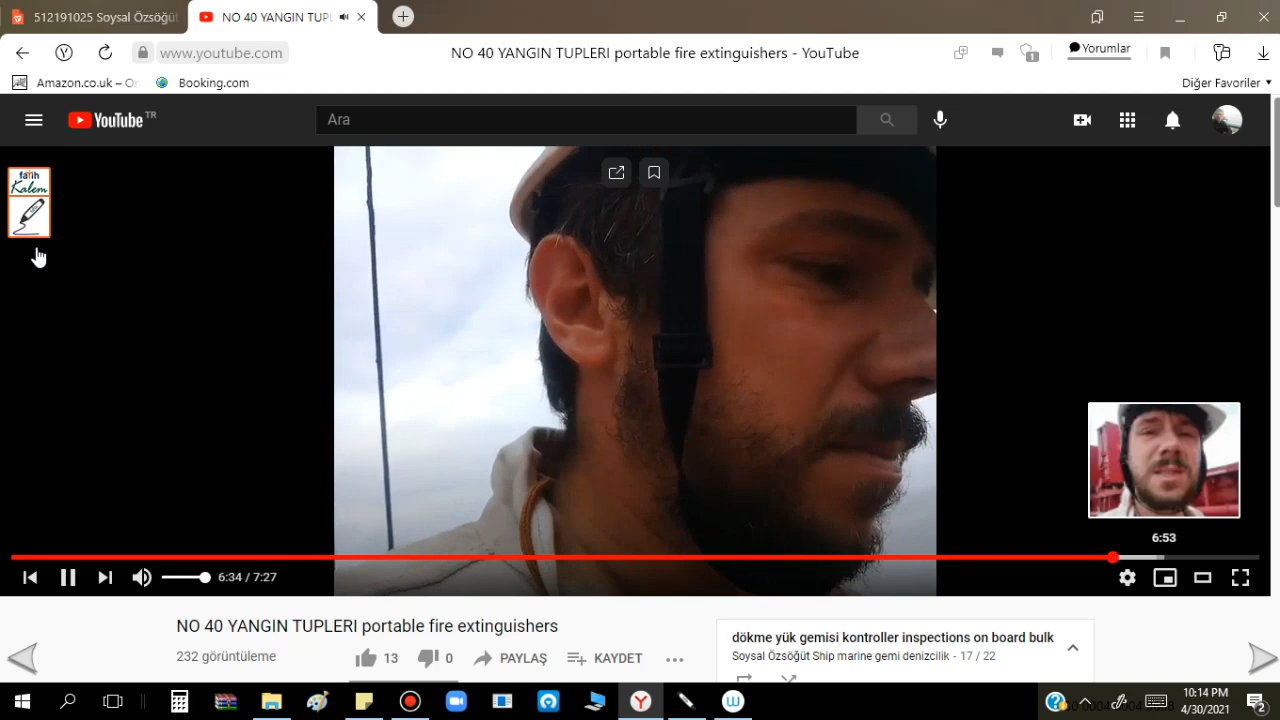 512191025 Soysal Özsöğüt
NO 40 YANGIN TUPL
www.youtube.com
NO 40 YANGIN TUPLERI portable fire extinguishers - YouTube
1
Yorumlar
Amazon.co.uk – Or
Booking.com
Diğer Favoriler
YouTube TR
Ara
fatih
Kalem
6:53
6:34 / 7:27
NO 40 YANGIN TUPLERI portable fire extinguishers
232 görüntüleme
13
0
PAYLAŞ
KAYDET
dökme yük gemisi kontroller inspections on board bulk
Soysal Özsöğüt Ship marine gemi denizcilik - 17 / 22
10:14 PM
4/30/2021
2